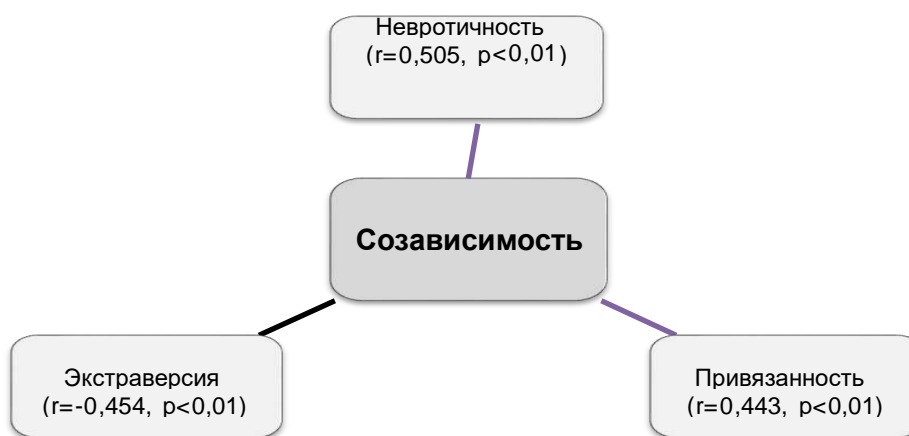 Невротичность
(r=0,505, p<0,01)
Созависимость
Экстраверсия
(r=-0,454, p<0,01)
Привязанность
(r=0,443, p<0,01)